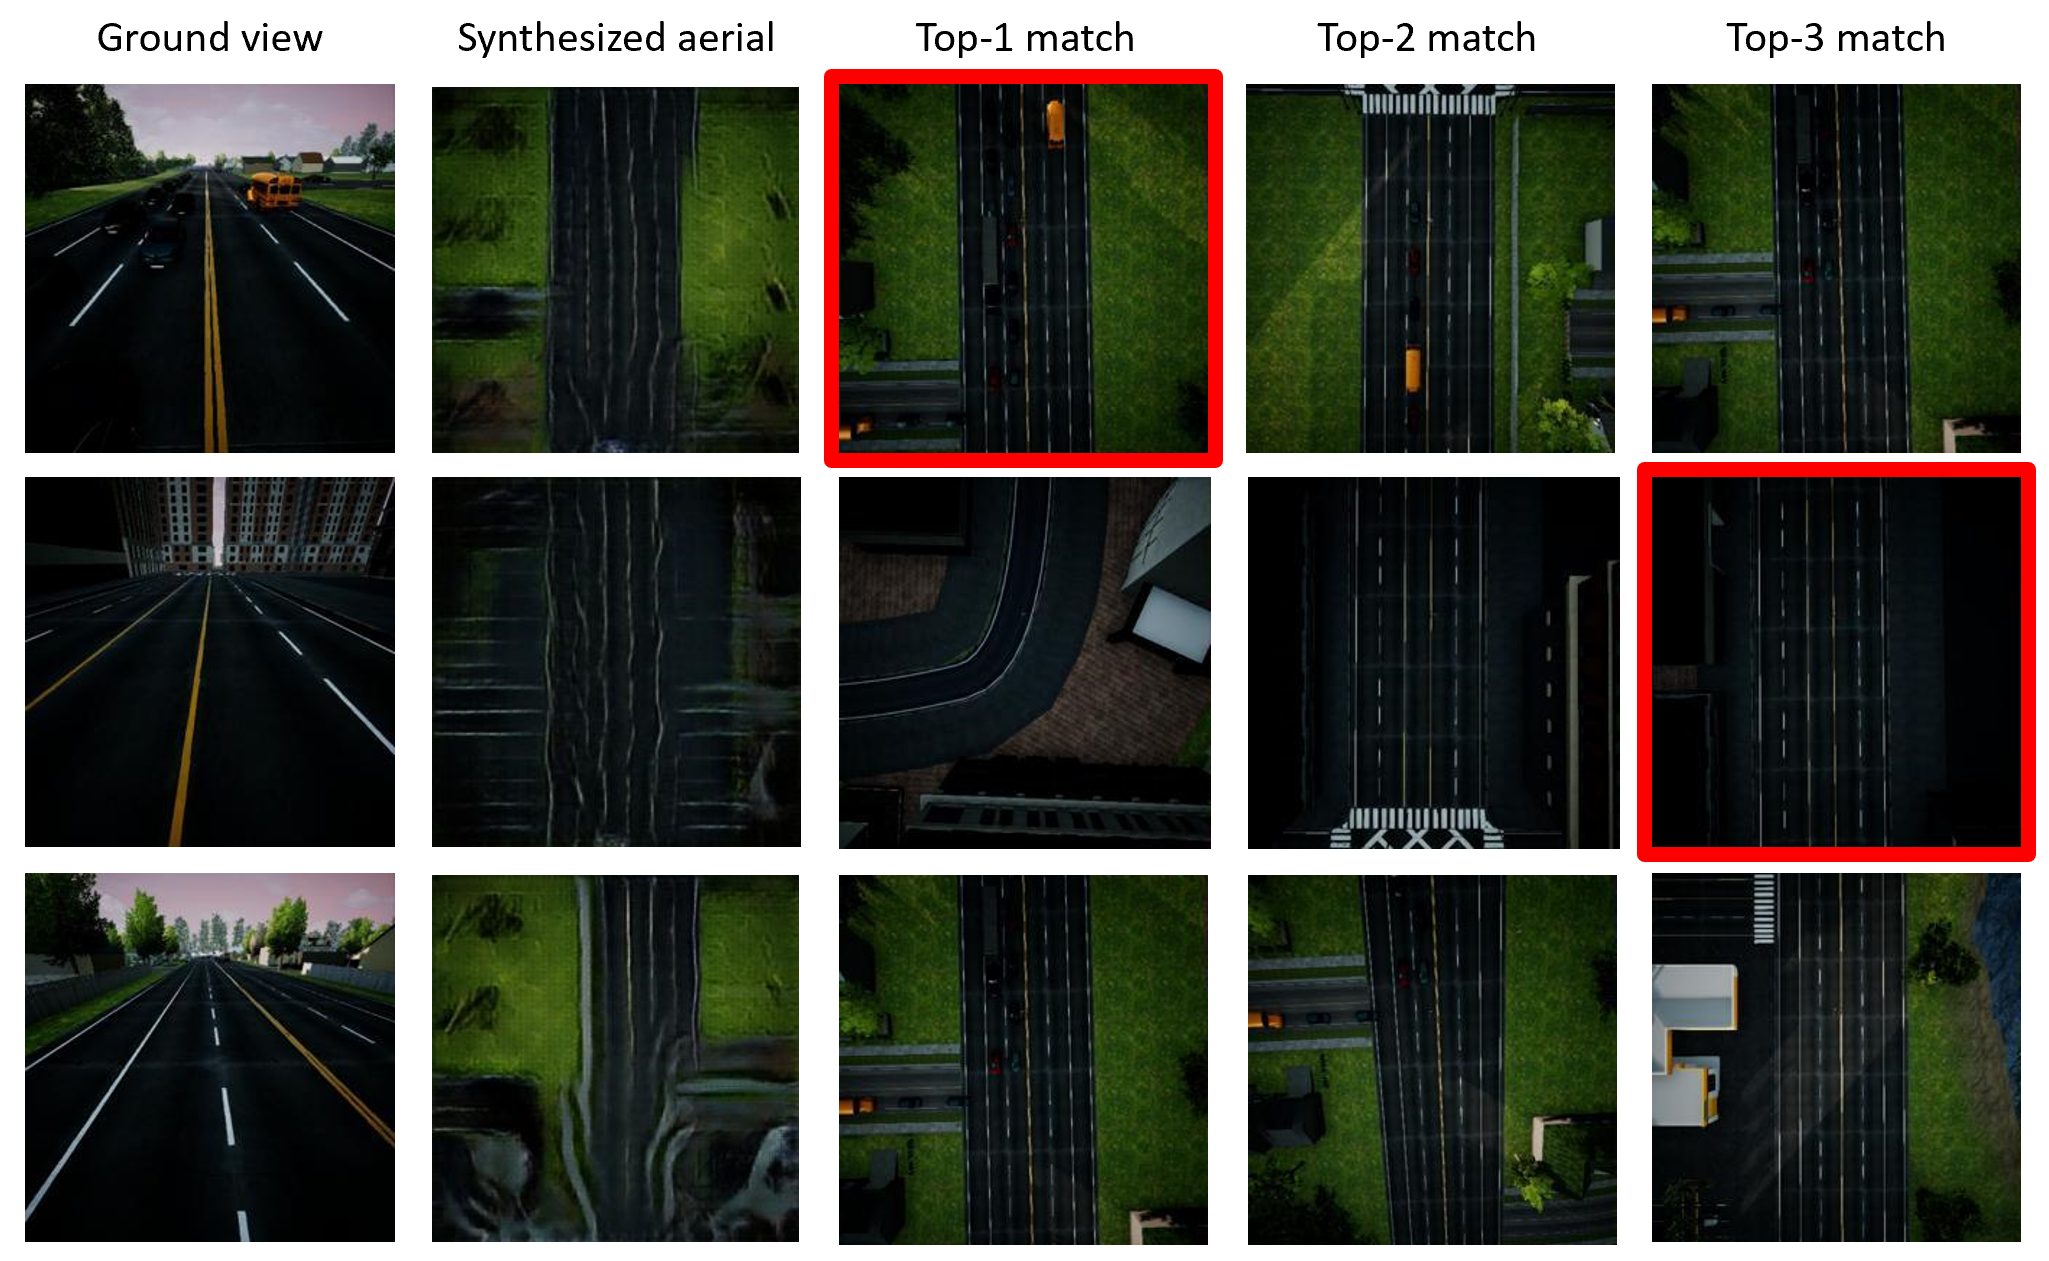 Ground view
Synthesized aerial
Top-1 match
Top-2 match
Top-3 match